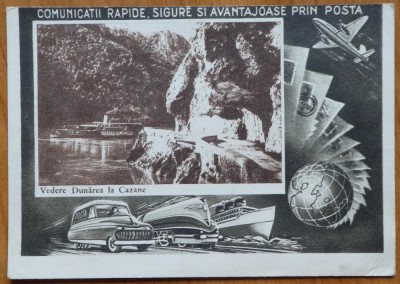 COMUNICATII RAPIDE, SIGURE SI AVANTAJOASE PRIN POSTA
Vedere Dunărea la Cazane